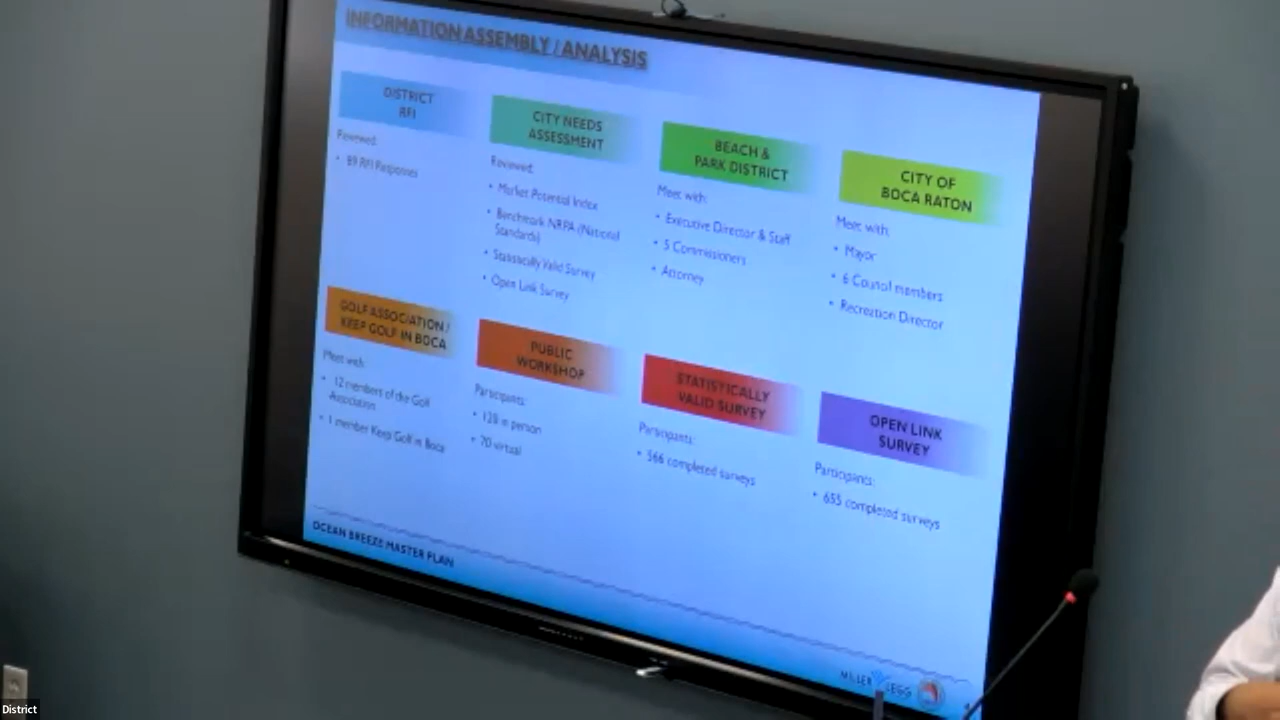 INFORMATION ASSEMBLY / ANALYSIS
DISTRICT
RFI
Reviewed:
• 89 RFI Responses
CITY NEEDS
ASSESSMENT
Reviewed:
• Market Potential Index
• Benchmark NRPA (National
Standards)
• Statistically Valid Survey
• Open Link Survey
BEACH &
PARK DISTRICT
Meet with:
• Executive Director & Staff
• 5 Commissioners
• Attorney
CITY OF
BOCA RATON
Meet with:
• Mayor
• 6 Council members
• Recreation Director
GOLF ASSOCIATION /
KEEP GOLF IN BOCA
Meet with:
• 12 members of the Golf
Association
• 1 member Keep Golf in Boca
PUBLIC
WORKSHOP
Participants:
• 128 in person
• 70 virtual
STATISTICALLY
VALID SURVEY
Participants:
• 566 completed surveys
OPEN LINK
SURVEY
Participants:
• 655 completed surveys
OCEAN BREEZE MASTER PLAN
MILLER LEGG
District